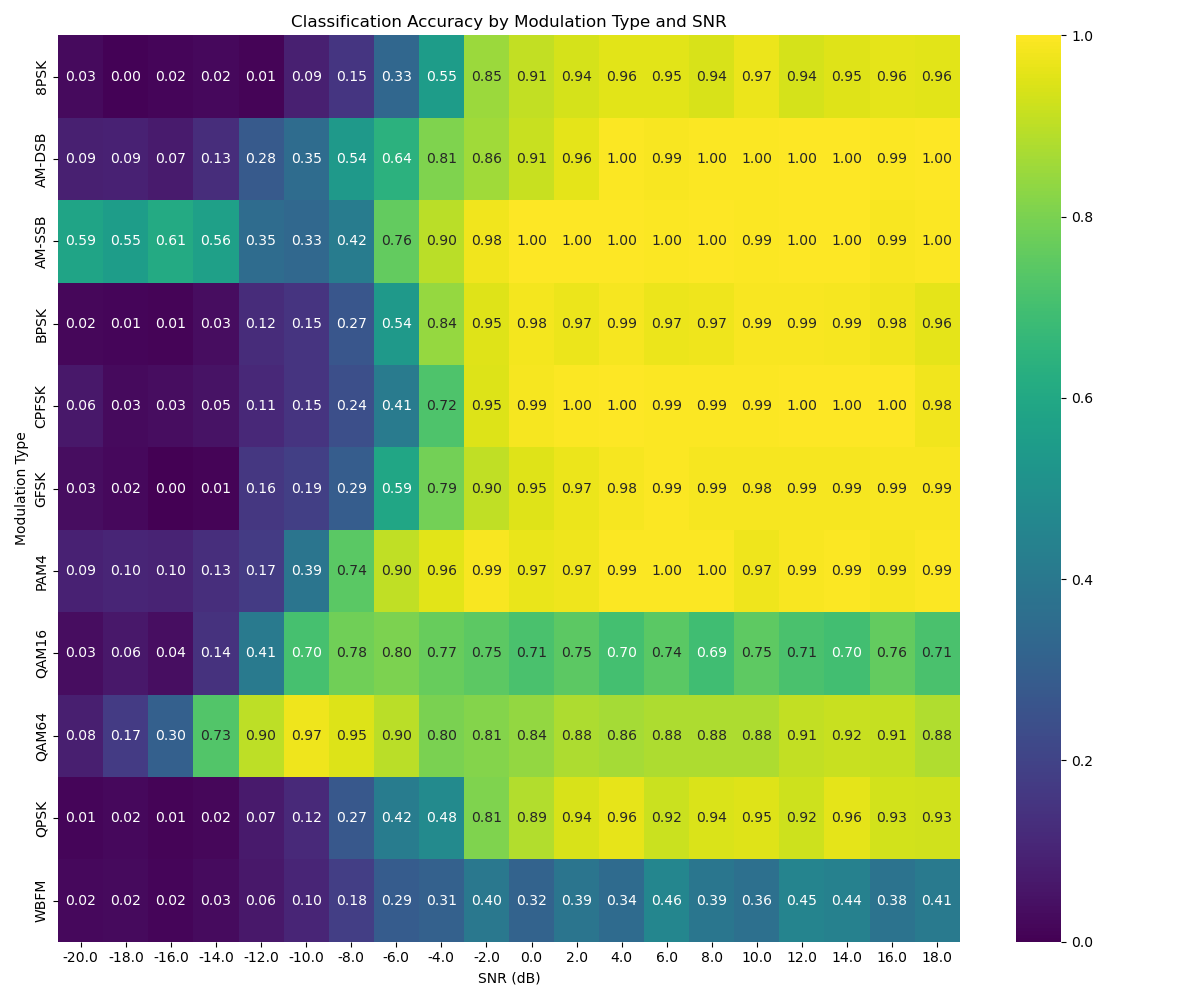 Classification Accuracy by Modulation Type and SNR
Modulation Type
8PSK 0.03 0.00 0.02 0.02 0.01 0.09 0.15 0.33 0.55 0.85 0.91 0.94 0.96 0.95 0.94 0.97 0.94 0.95 0.96 0.96
AM-DSB 0.09 0.09 0.07 0.13 0.28 0.35 0.54 0.64 0.81 0.86 0.91 0.96 1.00 0.99 1.00 1.00 1.00 1.00 0.99 1.00
AM-SSB 0.59 0.55 0.61 0.56 0.35 0.33 0.42 0.76 0.90 0.98 1.00 1.00 1.00 1.00 1.00 0.99 1.00 1.00 0.99 1.00
BPSK 0.02 0.01 0.01 0.03 0.12 0.15 0.27 0.54 0.84 0.95 0.98 0.97 0.99 0.97 0.97 0.99 0.99 0.99 0.98 0.96
CPFSK 0.06 0.03 0.03 0.05 0.11 0.15 0.24 0.41 0.72 0.95 0.99 1.00 1.00 0.99 0.99 0.99 1.00 1.00 1.00 0.98
GFSK 0.03 0.02 0.00 0.01 0.16 0.19 0.29 0.59 0.79 0.90 0.95 0.97 0.98 0.99 0.99 0.98 0.99 0.99 0.99 0.99
PAM4 0.09 0.10 0.10 0.13 0.17 0.39 0.74 0.90 0.96 0.99 0.97 0.97 0.99 1.00 1.00 0.97 0.99 0.99 0.99 0.99
QAM16 0.03 0.06 0.04 0.14 0.41 0.70 0.78 0.80 0.77 0.75 0.71 0.75 0.70 0.74 0.69 0.75 0.71 0.70 0.76 0.71
QAM64 0.08 0.17 0.30 0.73 0.90 0.97 0.95 0.90 0.80 0.81 0.84 0.88 0.86 0.88 0.88 0.88 0.91 0.92 0.91 0.88
QPSK 0.01 0.02 0.01 0.02 0.07 0.12 0.27 0.42 0.48 0.81 0.89 0.94 0.96 0.92 0.94 0.95 0.92 0.96 0.93 0.93
WBFM 0.02 0.02 0.02 0.03 0.06 0.10 0.18 0.29 0.31 0.40 0.32 0.39 0.34 0.46 0.39 0.36 0.45 0.44 0.38 0.41
-20.0 -18.0 -16.0 -14.0 -12.0 -10.0 -8.0 -6.0 -4.0 -2.0 0.0 2.0 4.0 6.0 8.0 10.0 12.0 14.0 16.0 18.0
SNR (dB)
1.0
0.8
0.6
0.4
0.2
0.0